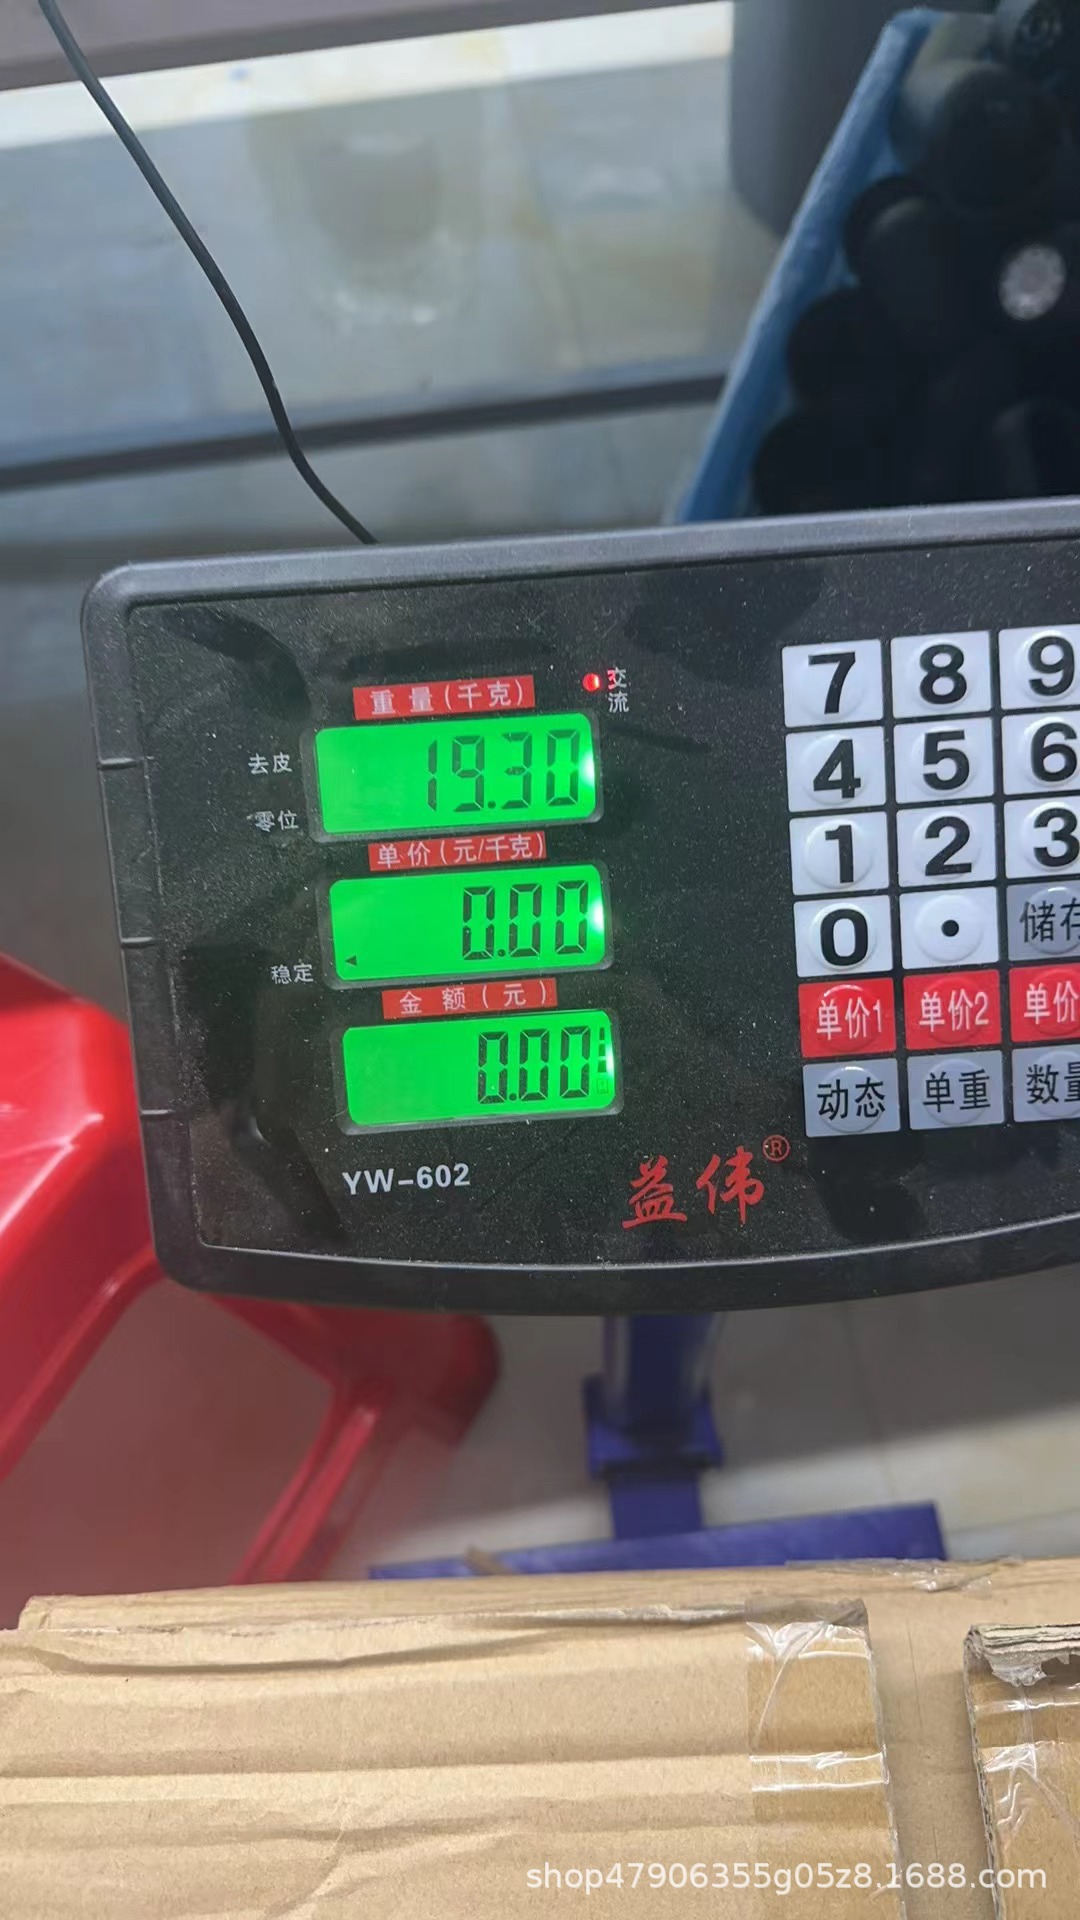 交流
重量(千克)
去皮
19.30
零位
单价(元/千克)
0.00
稳定
金额(元)
0.00
YW-602
益伟®
7 8 9
4 5 6
1 2 3
0 . 储存
单价1 单价2 单价
动态 单重 数量
shop47906355g05z8.1688.com